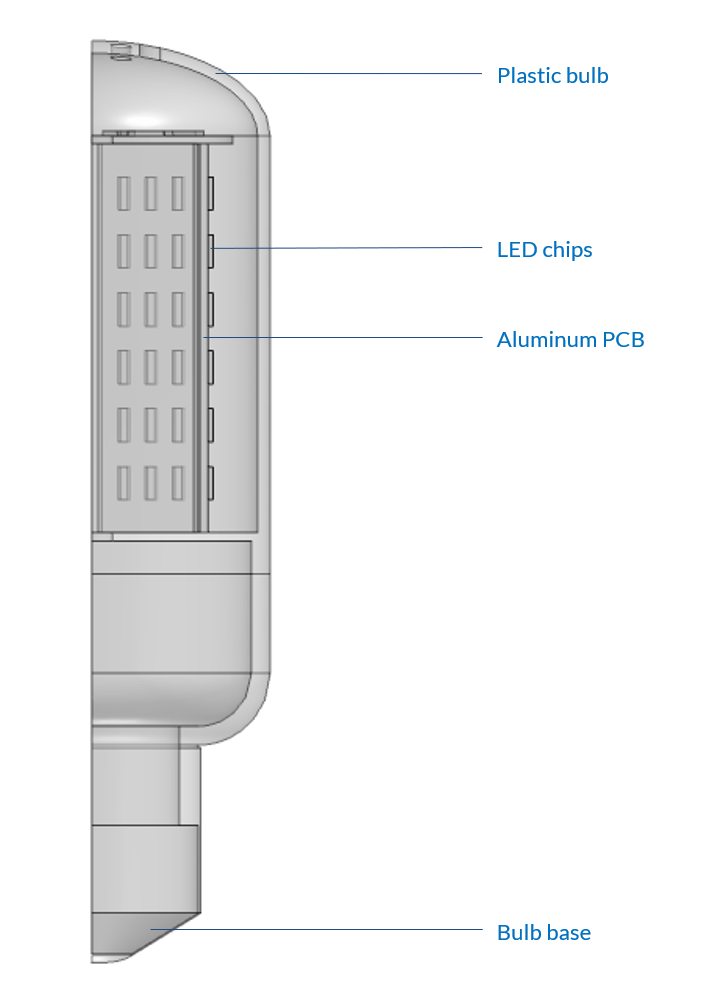 Plastic bulb
LED chips
Aluminum PCB
Bulb base